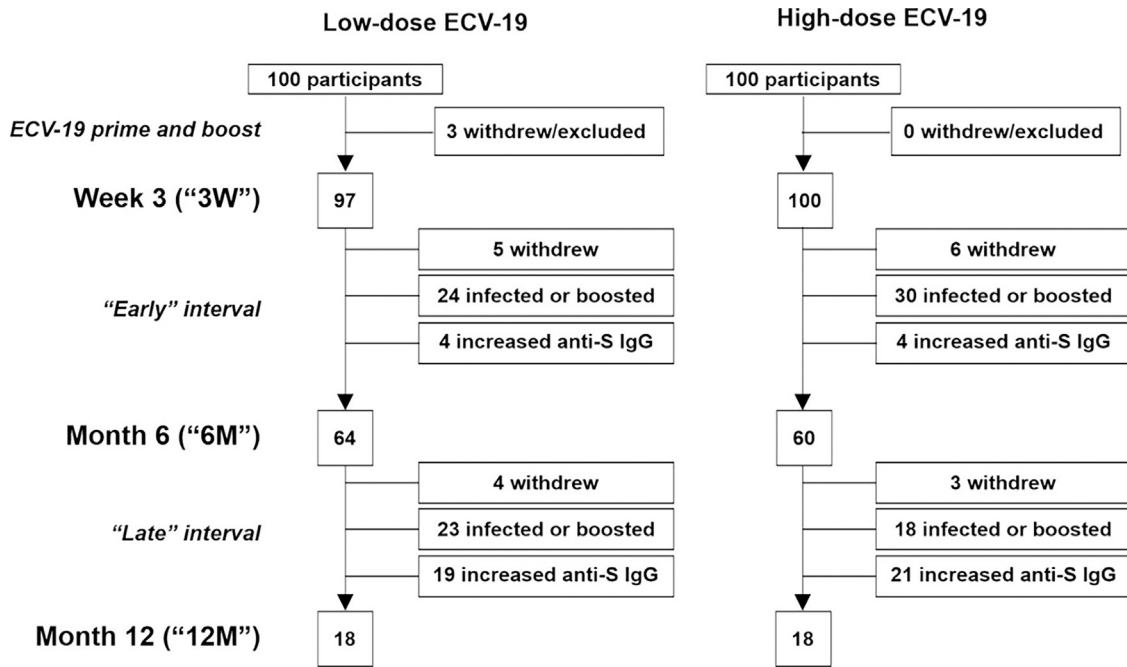 Low-dose ECV-19
High-dose ECV-19
100 participants
100 participants
ECV-19 prime and boost
3 withdrew/excluded
0 withdrew/excluded
Week 3 (“3W”)
97
100
5 withdrew
6 withdrew
“Early” interval
24 infected or boosted
30 infected or boosted
4 increased anti-S IgG
4 increased anti-S IgG
Month 6 (“6M”)
64
60
4 withdrew
3 withdrew
“Late” interval
23 infected or boosted
18 infected or boosted
19 increased anti-S IgG
21 increased anti-S IgG
Month 12 (“12M”)
18
18